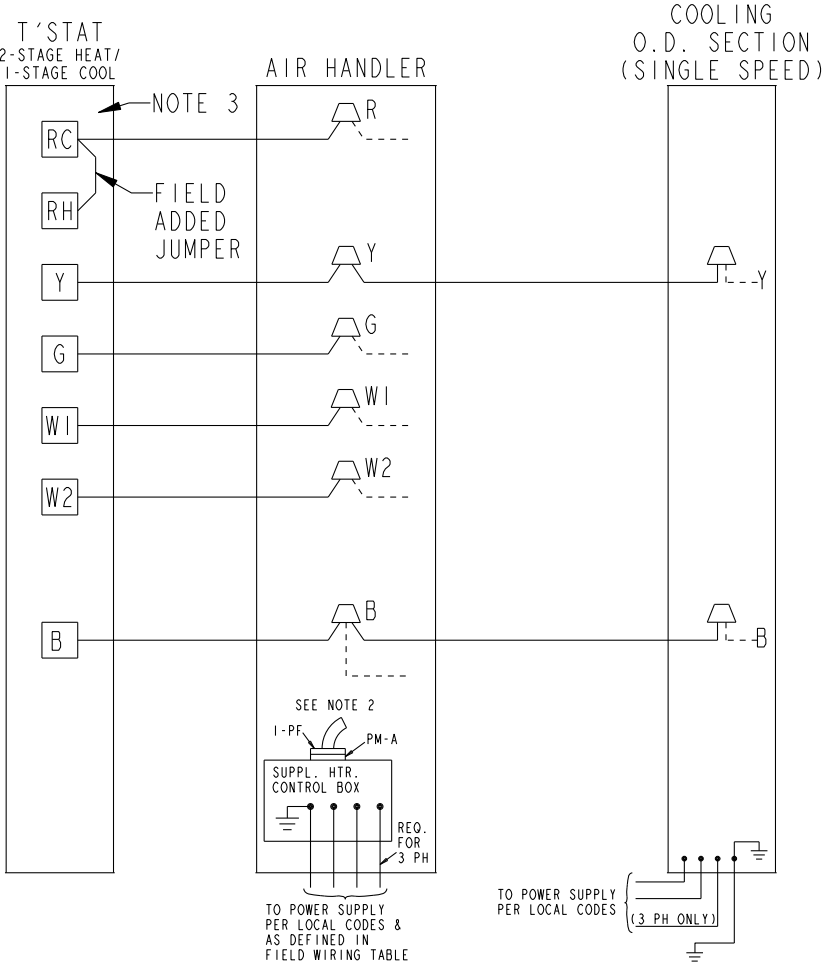 T'STAT
2-STAGE HEAT/
1-STAGE COOL
AIR HANDLER
COOLING
O.D. SECTION
(SINGLE SPEED)
NOTE 3
RC
R
RH
FIELD
ADDED
JUMPER
Y
Y
Y
G
G
W1
W1
W2
W2
B
B
B
SEE NOTE 2
1-PF
PM-A
SUPPL. HTR.
CONTROL BOX
REQ.
FOR
3 PH
TO POWER SUPPLY
PER LOCAL CODES &
AS DEFINED IN
FIELD WIRING TABLE
TO POWER SUPPLY
PER LOCAL CODES
(3 PH ONLY)